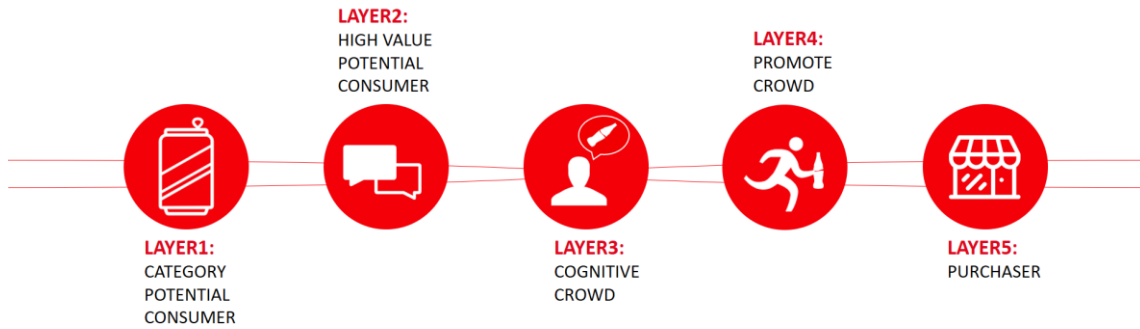 LAYER1:
CATEGORY
POTENTIAL
CONSUMER
LAYER2:
HIGH VALUE
POTENTIAL
CONSUMER
LAYER3:
COGNITIVE
CROWD
LAYER4:
PROMOTE
CROWD
LAYER5:
PURCHASER